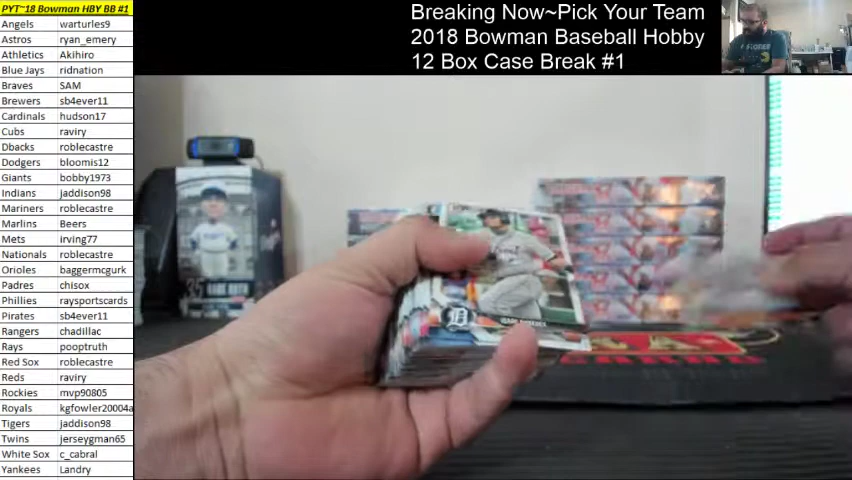 PYT~18 Bowman HBY BB #1
Angels warturles9
Astros ryan_emery
Athletics Akihiro
Blue Jays ridnation
Braves SAM
Brewers sb4ever11
Cardinals hudson17
Cubs raviry
Dbacks roblecastre
Dodgers bloomis12
Giants bobby1973
Indians jaddison98
Mariners roblecastre
Marlins Beers
Mets irving77
Nationals roblecastre
Orioles baggermcgurk
Padres chisox
Phillies raysportscards
Pirates sb4ever11
Rangers chadillac
Rays pooptruth
Red Sox roblecastre
Reds raviry
Rockies mvp90805
Royals kgfowler20004a
Tigers jaddison98
Twins jerseygman65
White Sox c_cabral
Yankees Landry
Breaking Now~Pick Your Team
2018 Bowman Baseball Hobby
12 Box Case Break #1